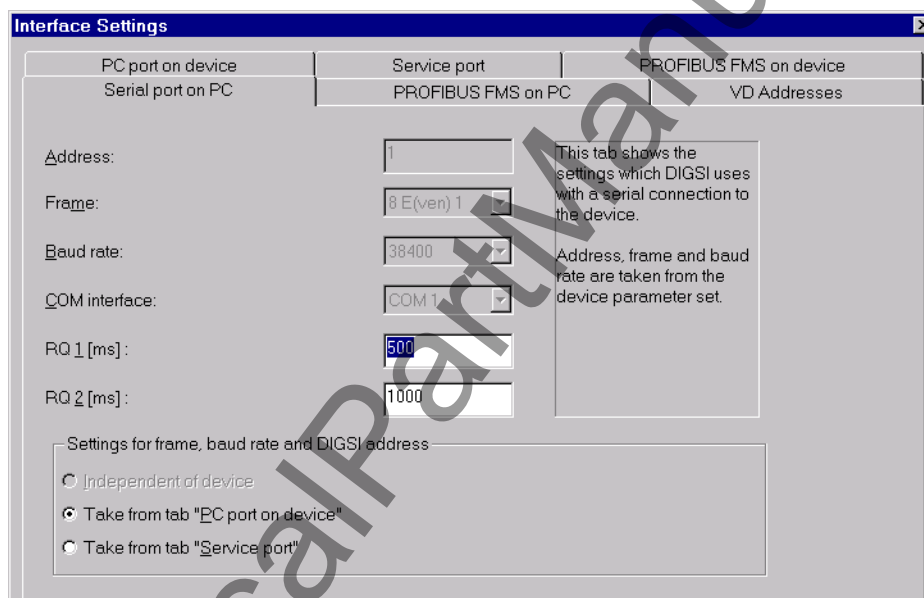 Interface Settings
PC port on device
Service port
PROFIBUS FMS on device
Serial port on PC
PROFIBUS FMS on PC
VD Addresses
Address:
1
Frame:
8 E(ven) 1
Baud rate:
38400
COM interface:
COM 1
RQ 1 [ms] :
500
RQ 2 [ms] :
1000
This tab shows the
settings which DIGSI uses
with a serial connection to
the device.
Address, frame and baud
rate are taken from the
device parameter set.
Settings for frame, baud rate and DIGSI address
Independent of device
Take from tab "PC port on device"
Take from tab "Service port"